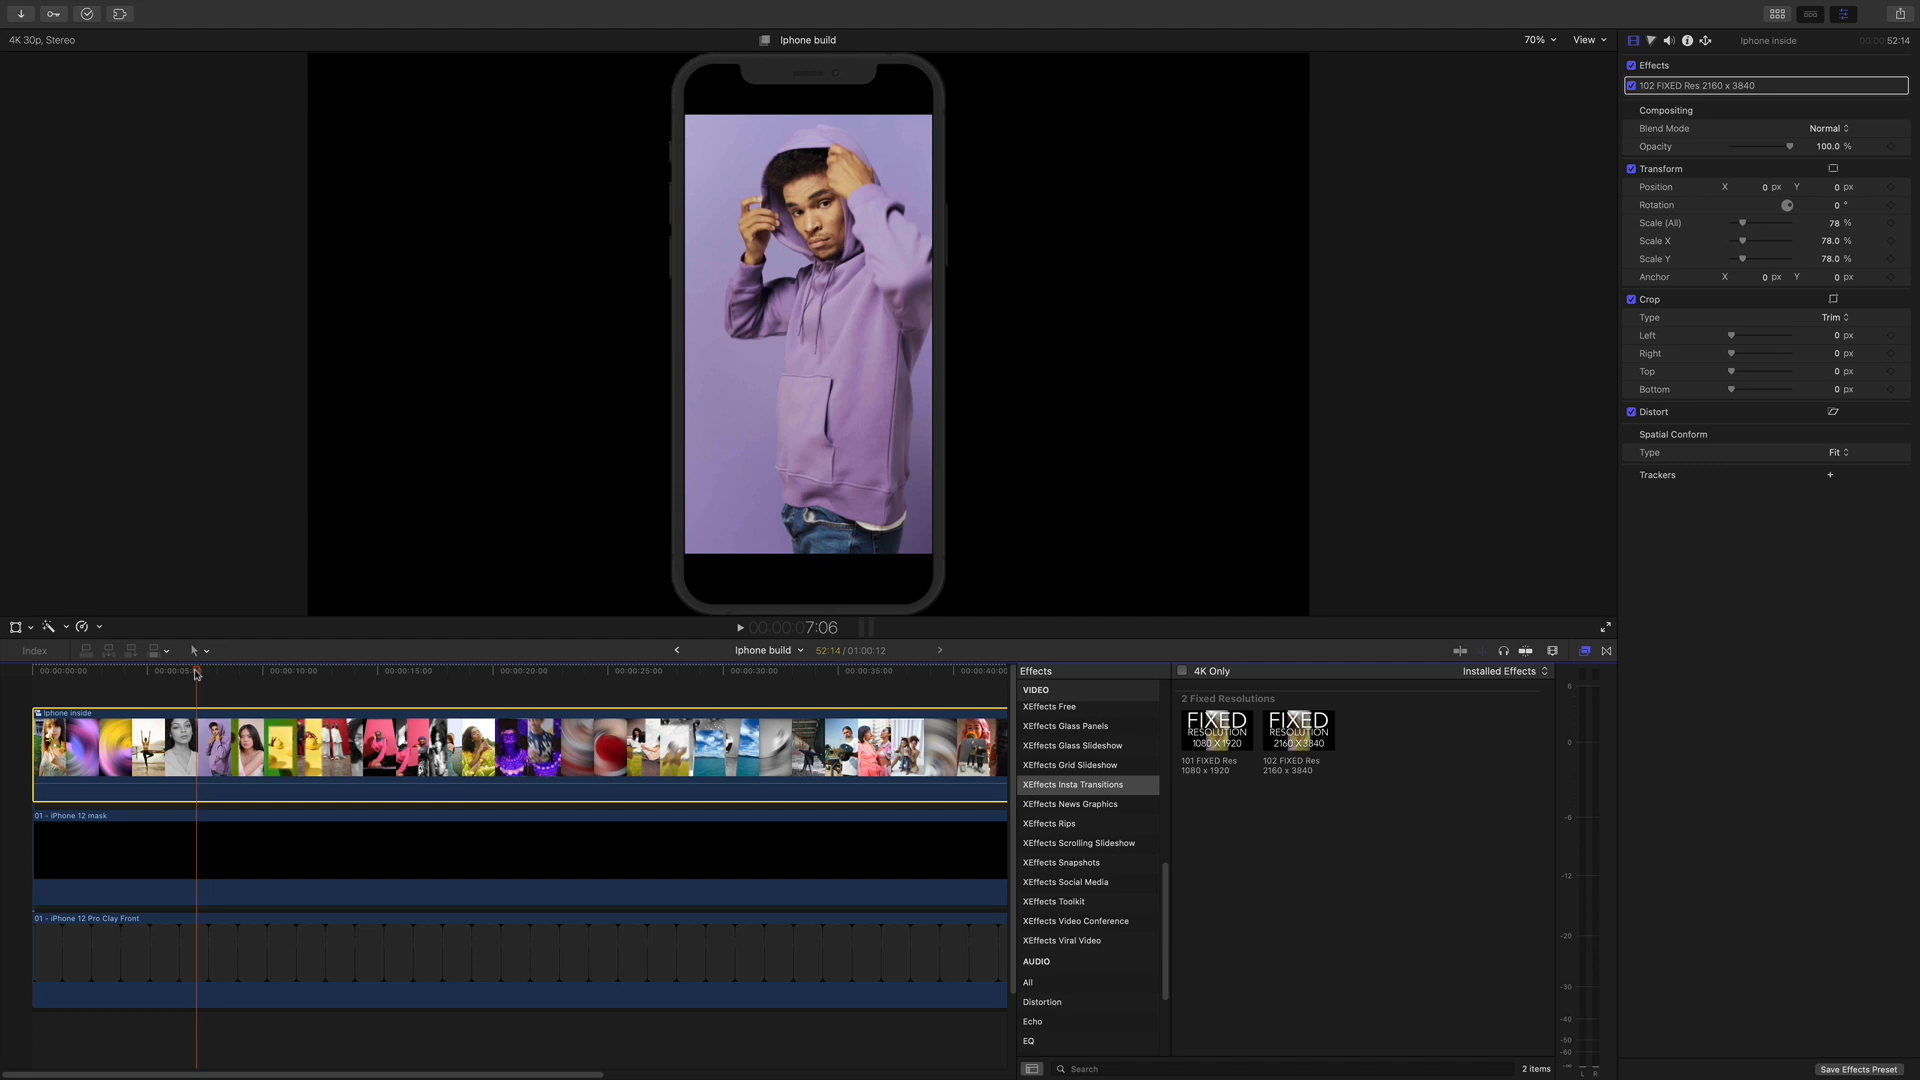 4K 30p, Stereo
Iphone build
70%
View
Iphone inside
00:00:52:14
Effects
102 FIXED Res 2160 x 3840
Compositing
Blend Mode Normal
Opacity 100.0 %
Transform
Position X 0 px Y 0 px
Rotation 0 °
Scale (All) 78 %
Scale X 78.0 %
Scale Y 78.0 %
Anchor X 0 px Y 0 px
Crop
Type Trim
Left 0 px
Right 0 px
Top 0 px
Bottom 0 px
Distort
Spatial Conform
Type Fit
Trackers +
00:00:00:07:06
Index
Iphone build
52:14 / 01:00:12
00:00:00:00
00:00:05
00:00:10:00
00:00:15:00
00:00:20:00
00:00:25:00
00:00:30:00
00:00:35:00
00:00:40:00
Iphone inside
01 - iPhone 12 mask
01 - iPhone 12 Pro Clay Front
Effects
VIDEO
XEffects Free
XEffects Glass Panels
XEffects Glass Slideshow
XEffects Grid Slideshow
XEffects Insta Transitions
XEffects News Graphics
XEffects Rips
XEffects Scrolling Slideshow
XEffects Snapshots
XEffects Social Media
XEffects Toolkit
XEffects Video Conference
XEffects Viral Video
AUDIO
All
Distortion
Echo
EQ
4K Only
Installed Effects
2 Fixed Resolutions
FIXED
RESOLUTION
1080 X 1920
101 FIXED Res
1080 x 1920
FIXED
RESOLUTION
2160 X 3840
102 FIXED Res
2160 x 3840
Search
2 items
6
0
-6
-12
-20
-30
-40
-50
-60
-∞
L R
Save Effects Preset